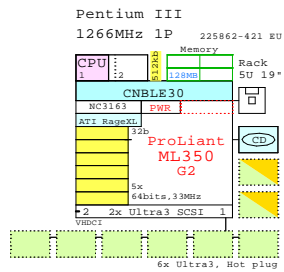 Pentium III
1266MHz 1P
225862-421 EU
Memory
CPU
1
:2
512kb
128MB
Rack
5U 19"
CNBLE30
NC3163
PWR
ATI RageXL
32b
ProLiant
ML350
G2
CD
5x
64bits,33MHz
2
2x Ultra3 SCSI
1
VHDCI
6x Ultra3, Hot plug